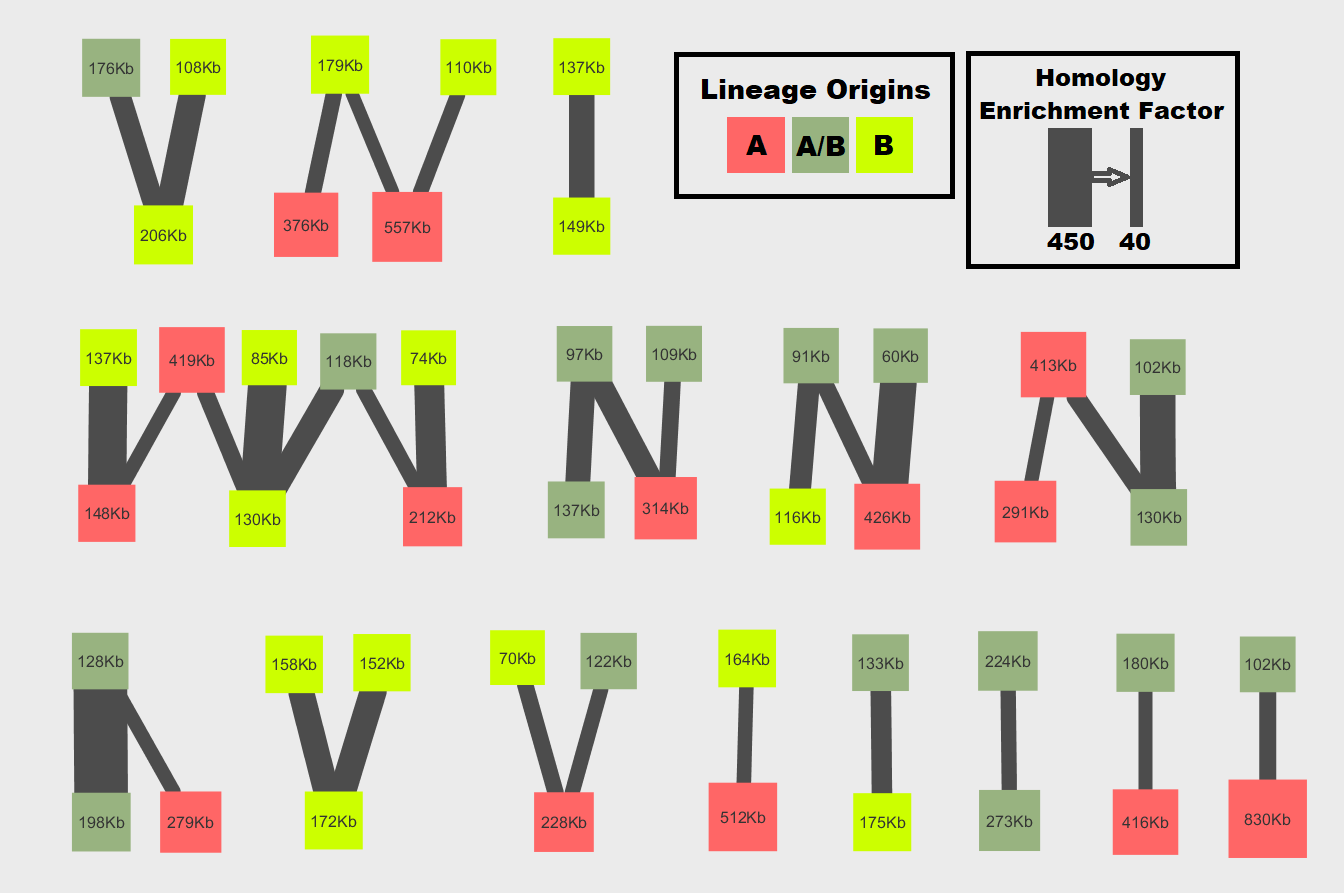 176Kb 108Kb 179Kb 110Kb 137Kb
206Kb 376Kb 557Kb 149Kb
Lineage Origins
A A/B B
Homology
Enrichment Factor
450 40
137Kb 419Kb 85Kb 118Kb 74Kb 97Kb 109Kb 91Kb 60Kb 413Kb 102Kb
148Kb 130Kb 212Kb 137Kb 314Kb 116Kb 426Kb 291Kb 130Kb
128Kb 158Kb 152Kb 70Kb 122Kb 164Kb 133Kb 224Kb 180Kb 102Kb
198Kb 279Kb 172Kb 228Kb 512Kb 175Kb 273Kb 416Kb 830Kb